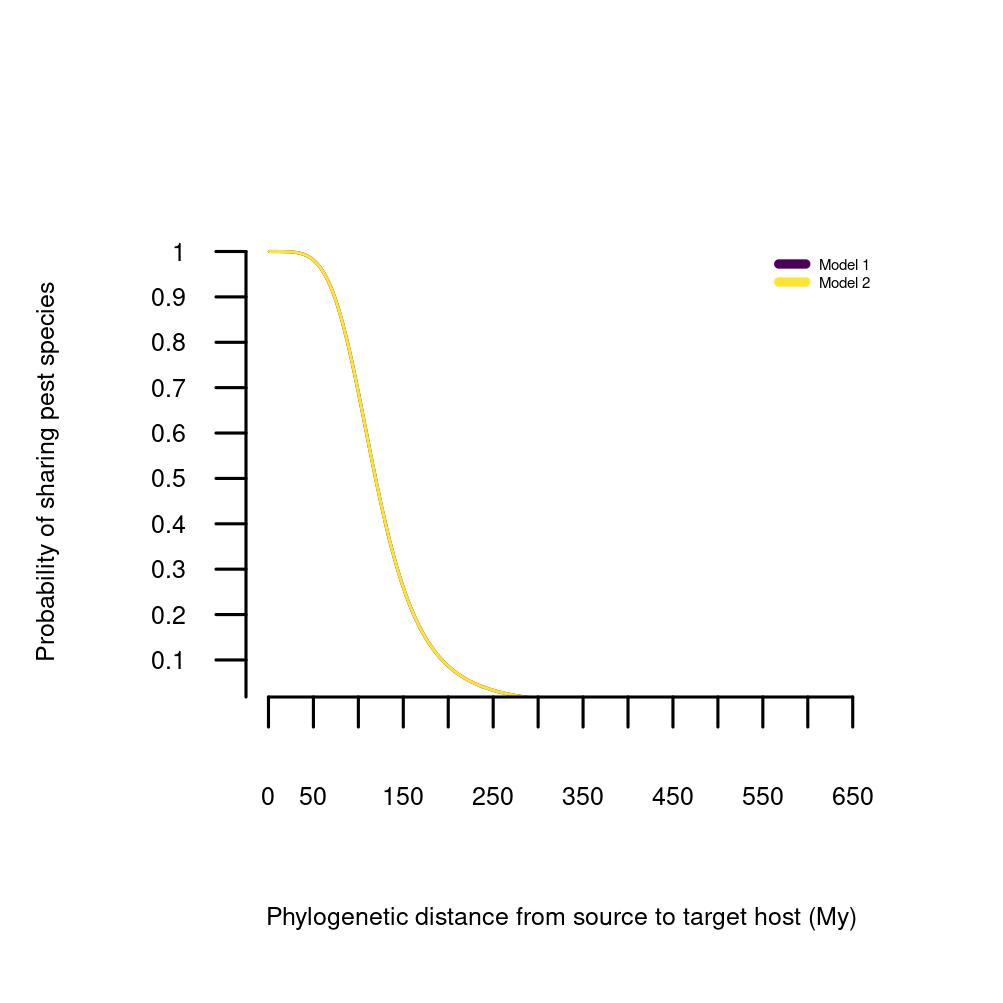 Probability of sharing pest species
1
0.9
0.8
0.7
0.6
0.5
0.4
0.3
0.2
0.1
Model 1
Model 2
0 50 150 250 350 450 550 650
Phylogenetic distance from source to target host (My)